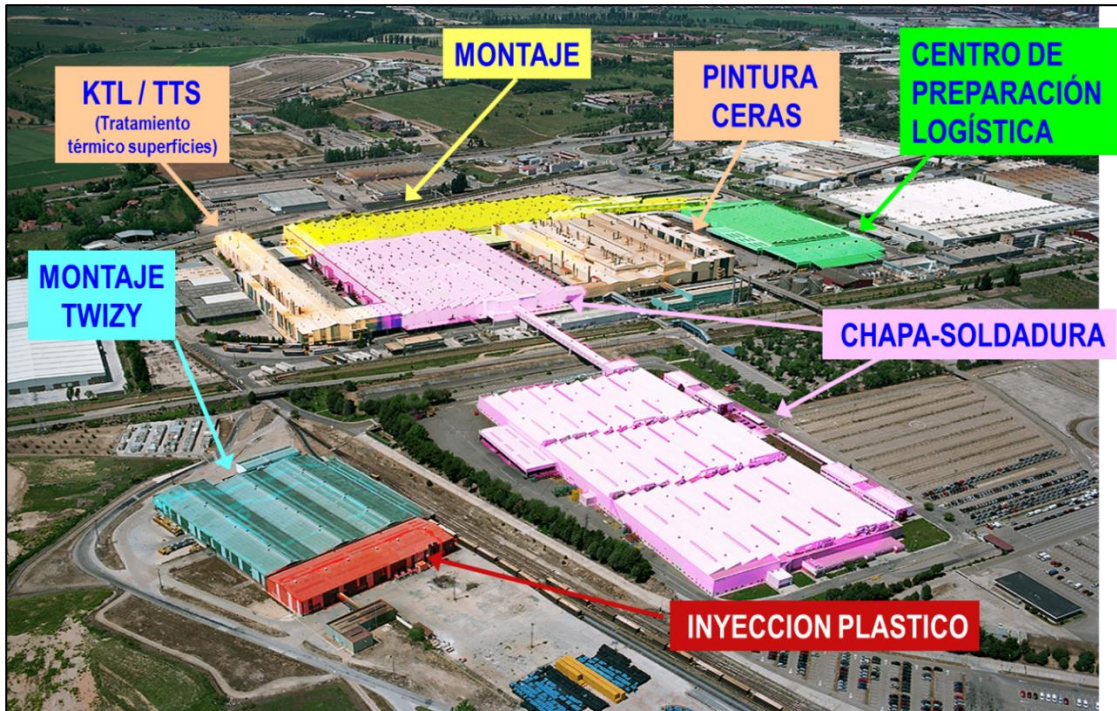 MONTAJE
KTL / TTS
(Tratamiento
térmico superficies)
PINTURA
CERAS
CENTRO DE
PREPARACIÓN
LOGÍSTICA
MONTAJE
TWIZY
CHAPA-SOLDADURA
INYECCION PLASTICO